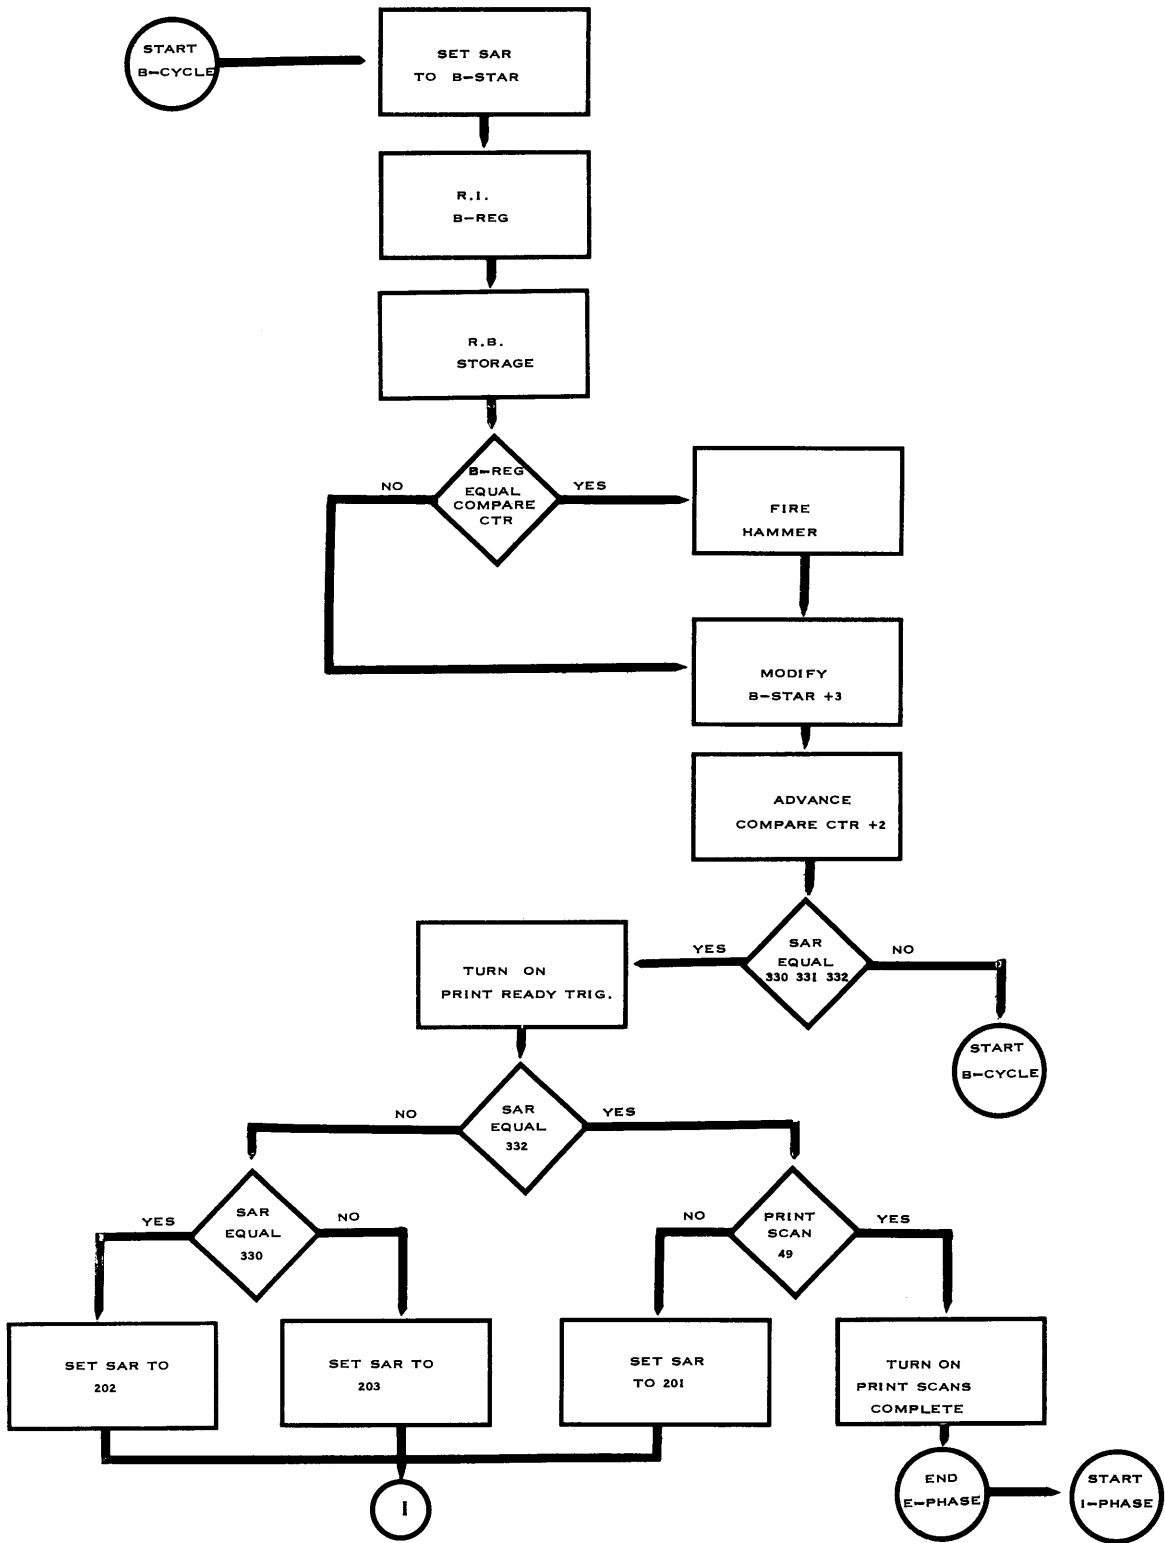 START
B-CYCLE
SET SAR
TO B-STAR
R.I.
B-REG
R.B.
STORAGE
B-REG
EQUAL
COMPARE
CTR
NO
YES
FIRE
HAMMER
MODIFY
B-STAR +3
ADVANCE
COMPARE CTR +2
SAR
EQUAL
330 331 332
YES
NO
TURN ON
PRINT READY TRIG.
START
B-CYCLE
SAR
EQUAL
332
NO
YES
SAR
EQUAL
330
YES
NO
PRINT
SCAN
49
NO
YES
SET SAR TO
202
SET SAR TO
203
SET SAR
TO 201
TURN ON
PRINT SCANS
COMPLETE
1
END
E-PHASE
START
I-PHASE